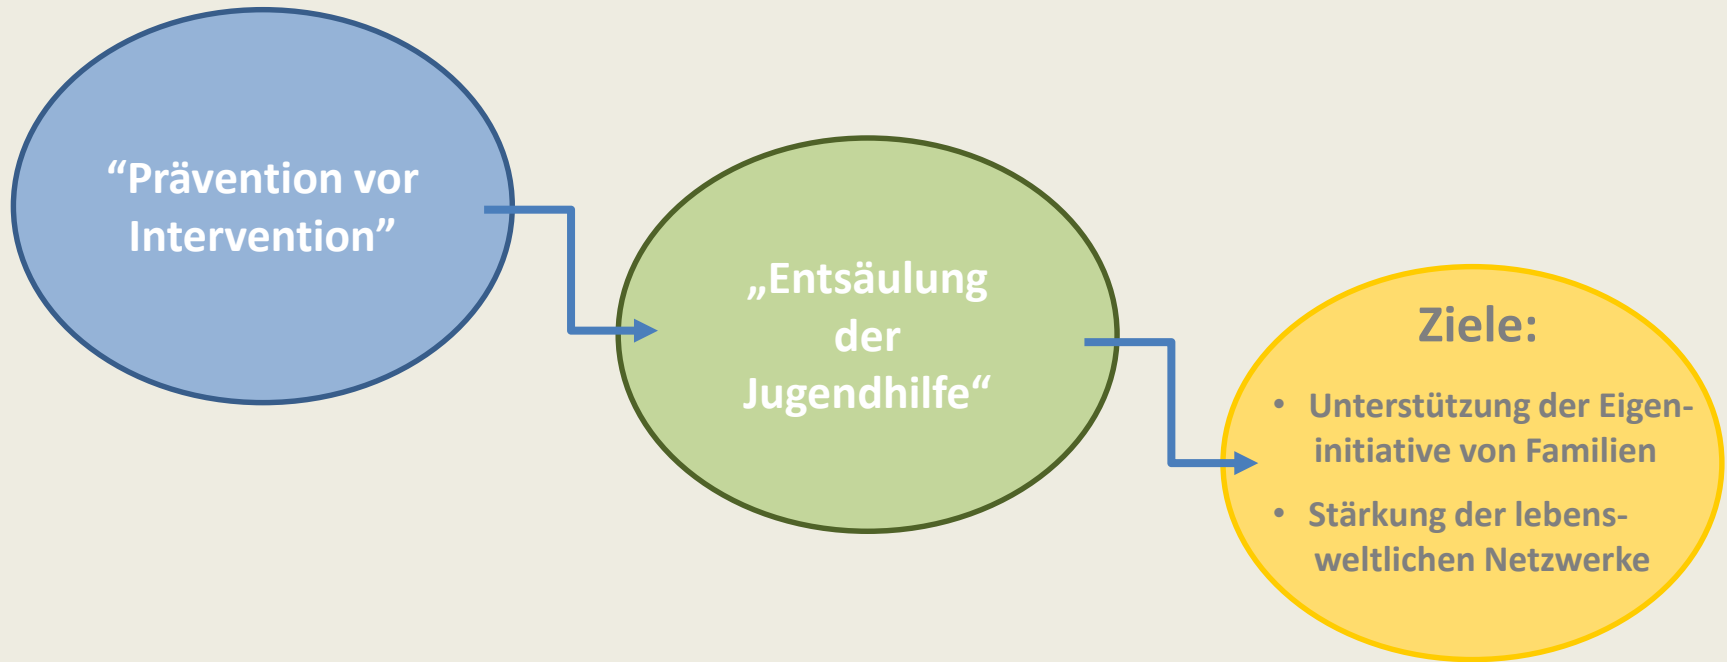 “Prävention vor
Intervention”
„Entsäulung
der
Jugendhilfe“
Ziele:
• Unterstützung der Eigen-
initiative von Familien
• Stärkung der lebens-
weltlichen Netzwerke